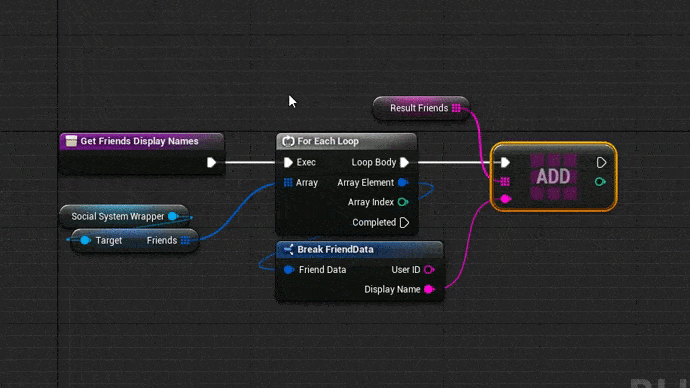 Result Friends
Get Friends Display Names
For Each Loop
Exec
Loop Body
ADD
Array
Array Element
Array Index
Social System Wrapper
Completed
Target
Friends
Break FriendData
Friend Data
User ID
Display Name